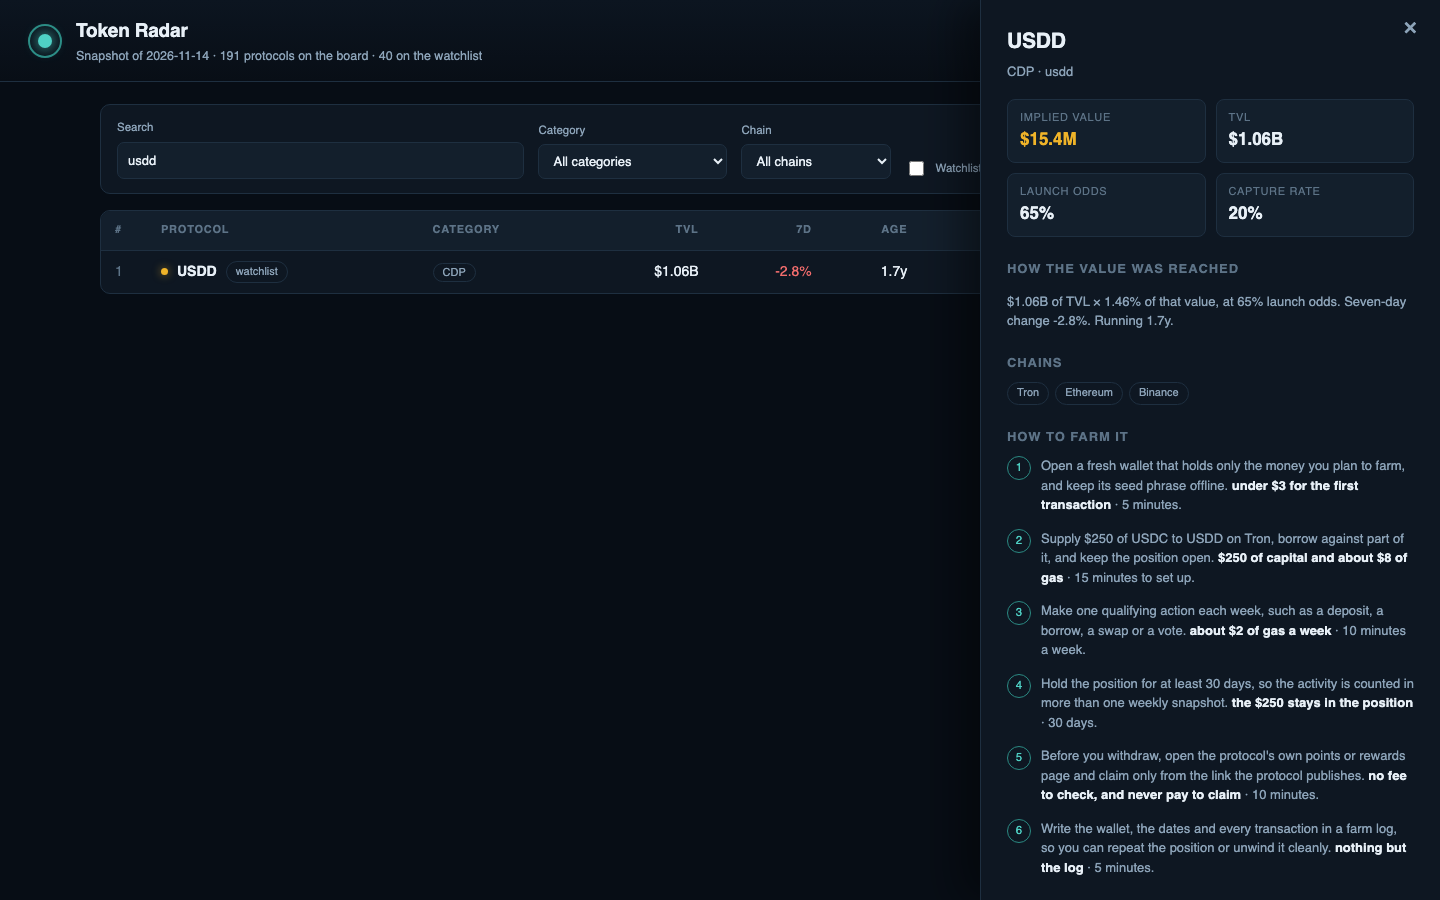 Token Radar
Snapshot of 2026-11-14 · 191 protocols on the board · 40 on the watchlist
Search
usdd
Category
All categories
Chain
All chains
Watchlist
# PROTOCOL CATEGORY TVL 7D AGE
1 USDD watchlist CDP $1.06B -2.8% 1.7y
USDD
×
CDP · usdd
IMPLIED VALUE
$15.4M
TVL
$1.06B
LAUNCH ODDS
65%
CAPTURE RATE
20%
HOW THE VALUE WAS REACHED
$1.06B of TVL × 1.46% of that value, at 65% launch odds. Seven-day
change -2.8%. Running 1.7y.
CHAINS
Tron Ethereum Binance
HOW TO FARM IT
1 Open a fresh wallet that holds only the money you plan to farm,
and keep its seed phrase offline. under $3 for the first
transaction · 5 minutes.
2 Supply $250 of USDC to USDD on Tron, borrow against part of
it, and keep the position open. $250 of capital and about $8 of
gas · 15 minutes to set up.
3 Make one qualifying action each week, such as a deposit, a
borrow, a swap or a vote. about $2 of gas a week · 10 minutes
a week.
4 Hold the position for at least 30 days, so the activity is counted in
more than one weekly snapshot. the $250 stays in the position
· 30 days.
5 Before you withdraw, open the protocol's own points or rewards
page and claim only from the link the protocol publishes. no fee
to check, and never pay to claim · 10 minutes.
6 Write the wallet, the dates and every transaction in a farm log,
so you can repeat the position or unwind it cleanly. nothing but
the log · 5 minutes.